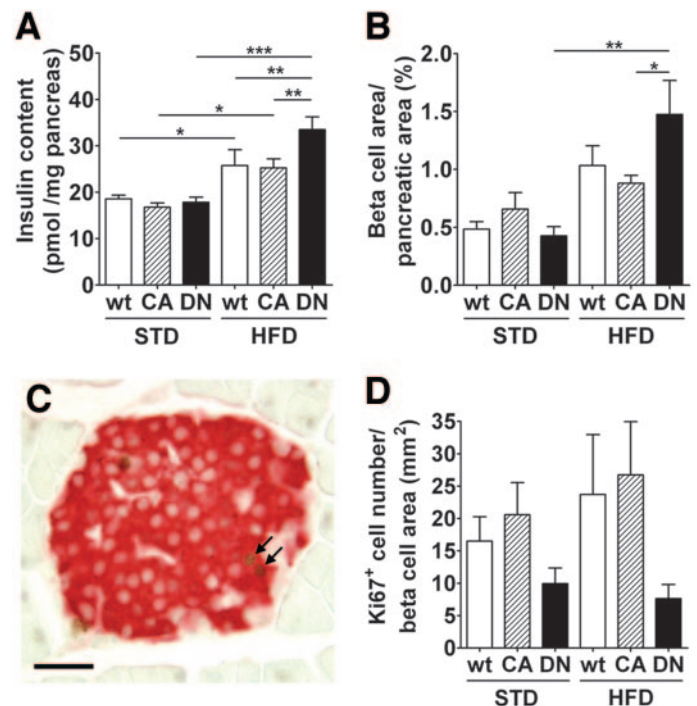 A
Insulin content
(pmol /mg pancreas)
50
40
30
20
10
0
***
**
**
*
*
wt CA DN wt CA DN
STD HFD
B
Beta cell area/
pancreatic area (%)
2.0
1.5
1.0
0.5
0.0
**
*
wt CA DN wt CA DN
STD HFD
C
D
Ki67+ cell number/
beta cell area (mm2)
35
30
25
20
15
10
5
0
wt CA DN wt CA DN
STD HFD